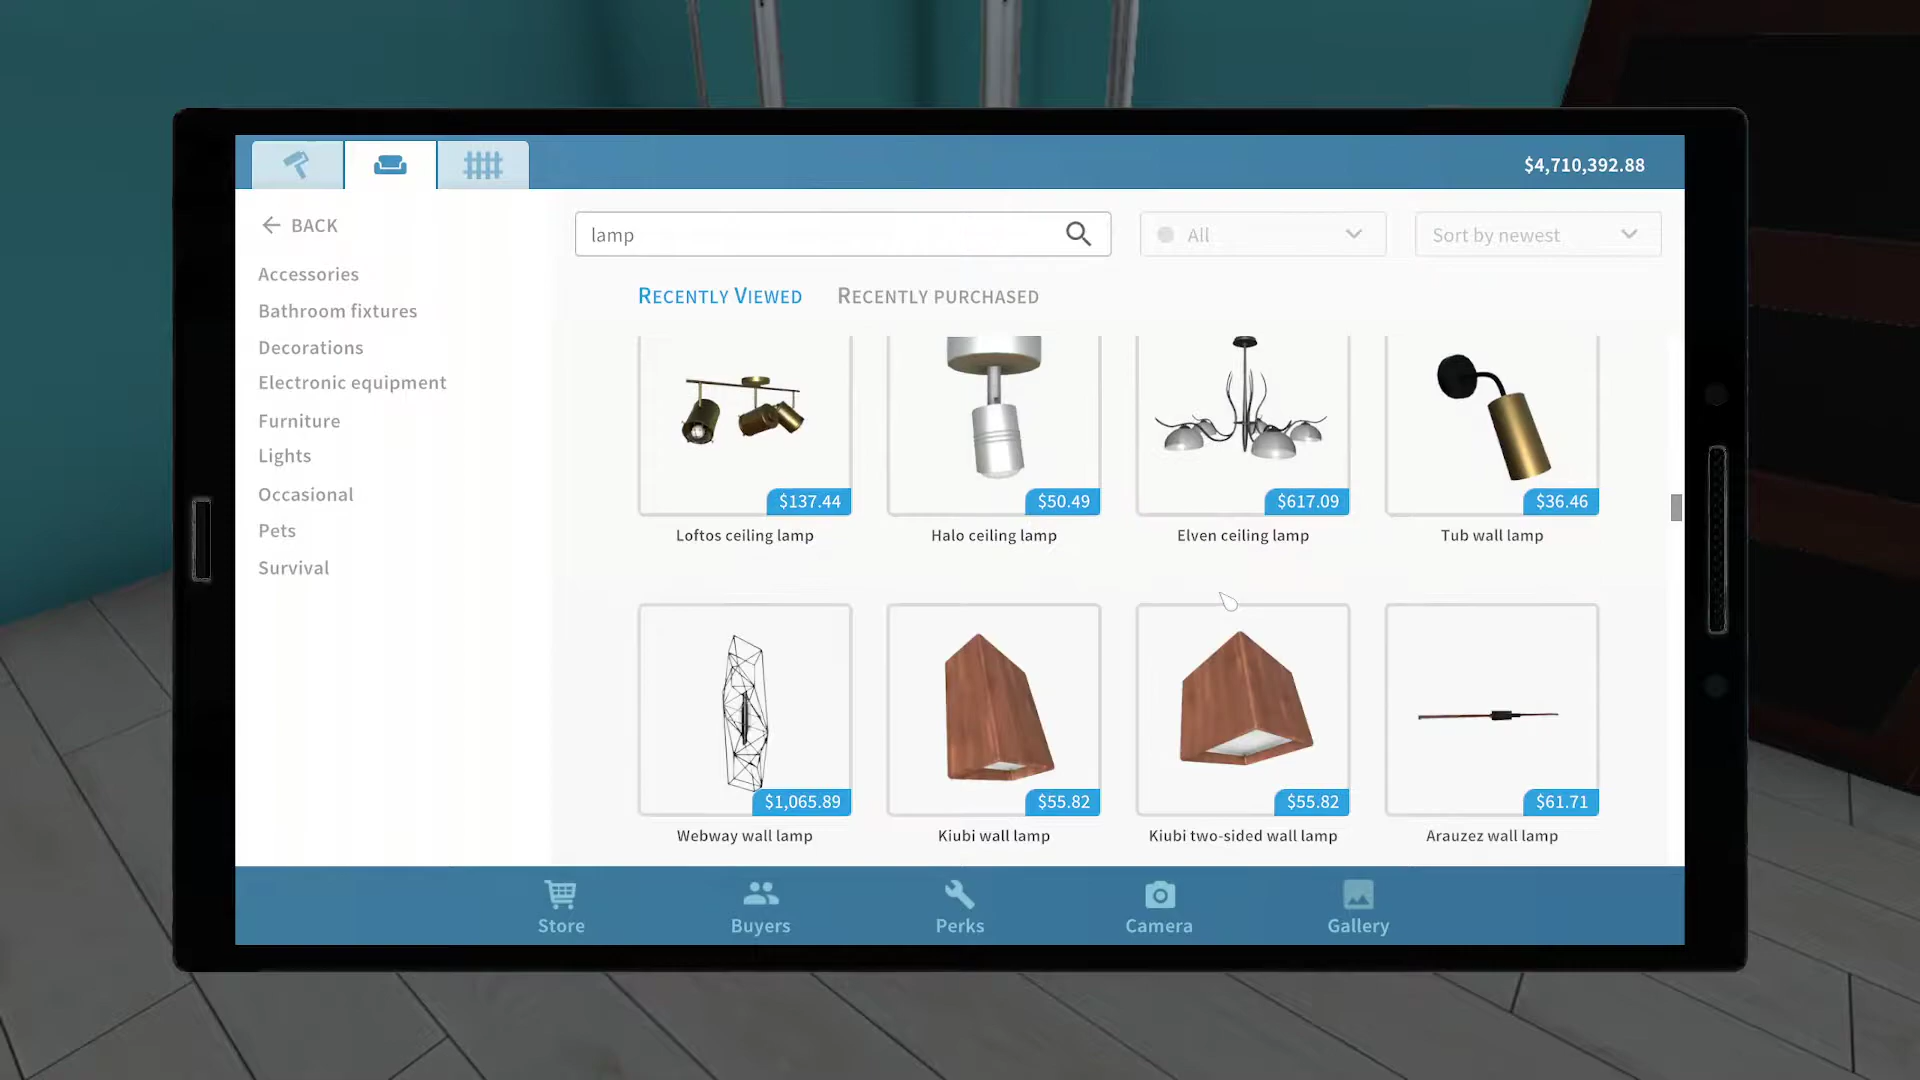 $4,710,392.88
BACK
lamp
All
Sort by newest
Accessories
Bathroom fixtures
Decorations
Electronic equipment
Furniture
Lights
Occasional
Pets
Survival
RECENTLY VIEWED
RECENTLY PURCHASED
$137.44
$50.49
$617.09
$36.46
Loftos ceiling lamp
Halo ceiling lamp
Elven ceiling lamp
Tub wall lamp
$1,065.89
$55.82
$55.82
$61.71
Webway wall lamp
Kiubi wall lamp
Kiubi two-sided wall lamp
Arauzez wall lamp
Store
Buyers
Perks
Camera
Gallery